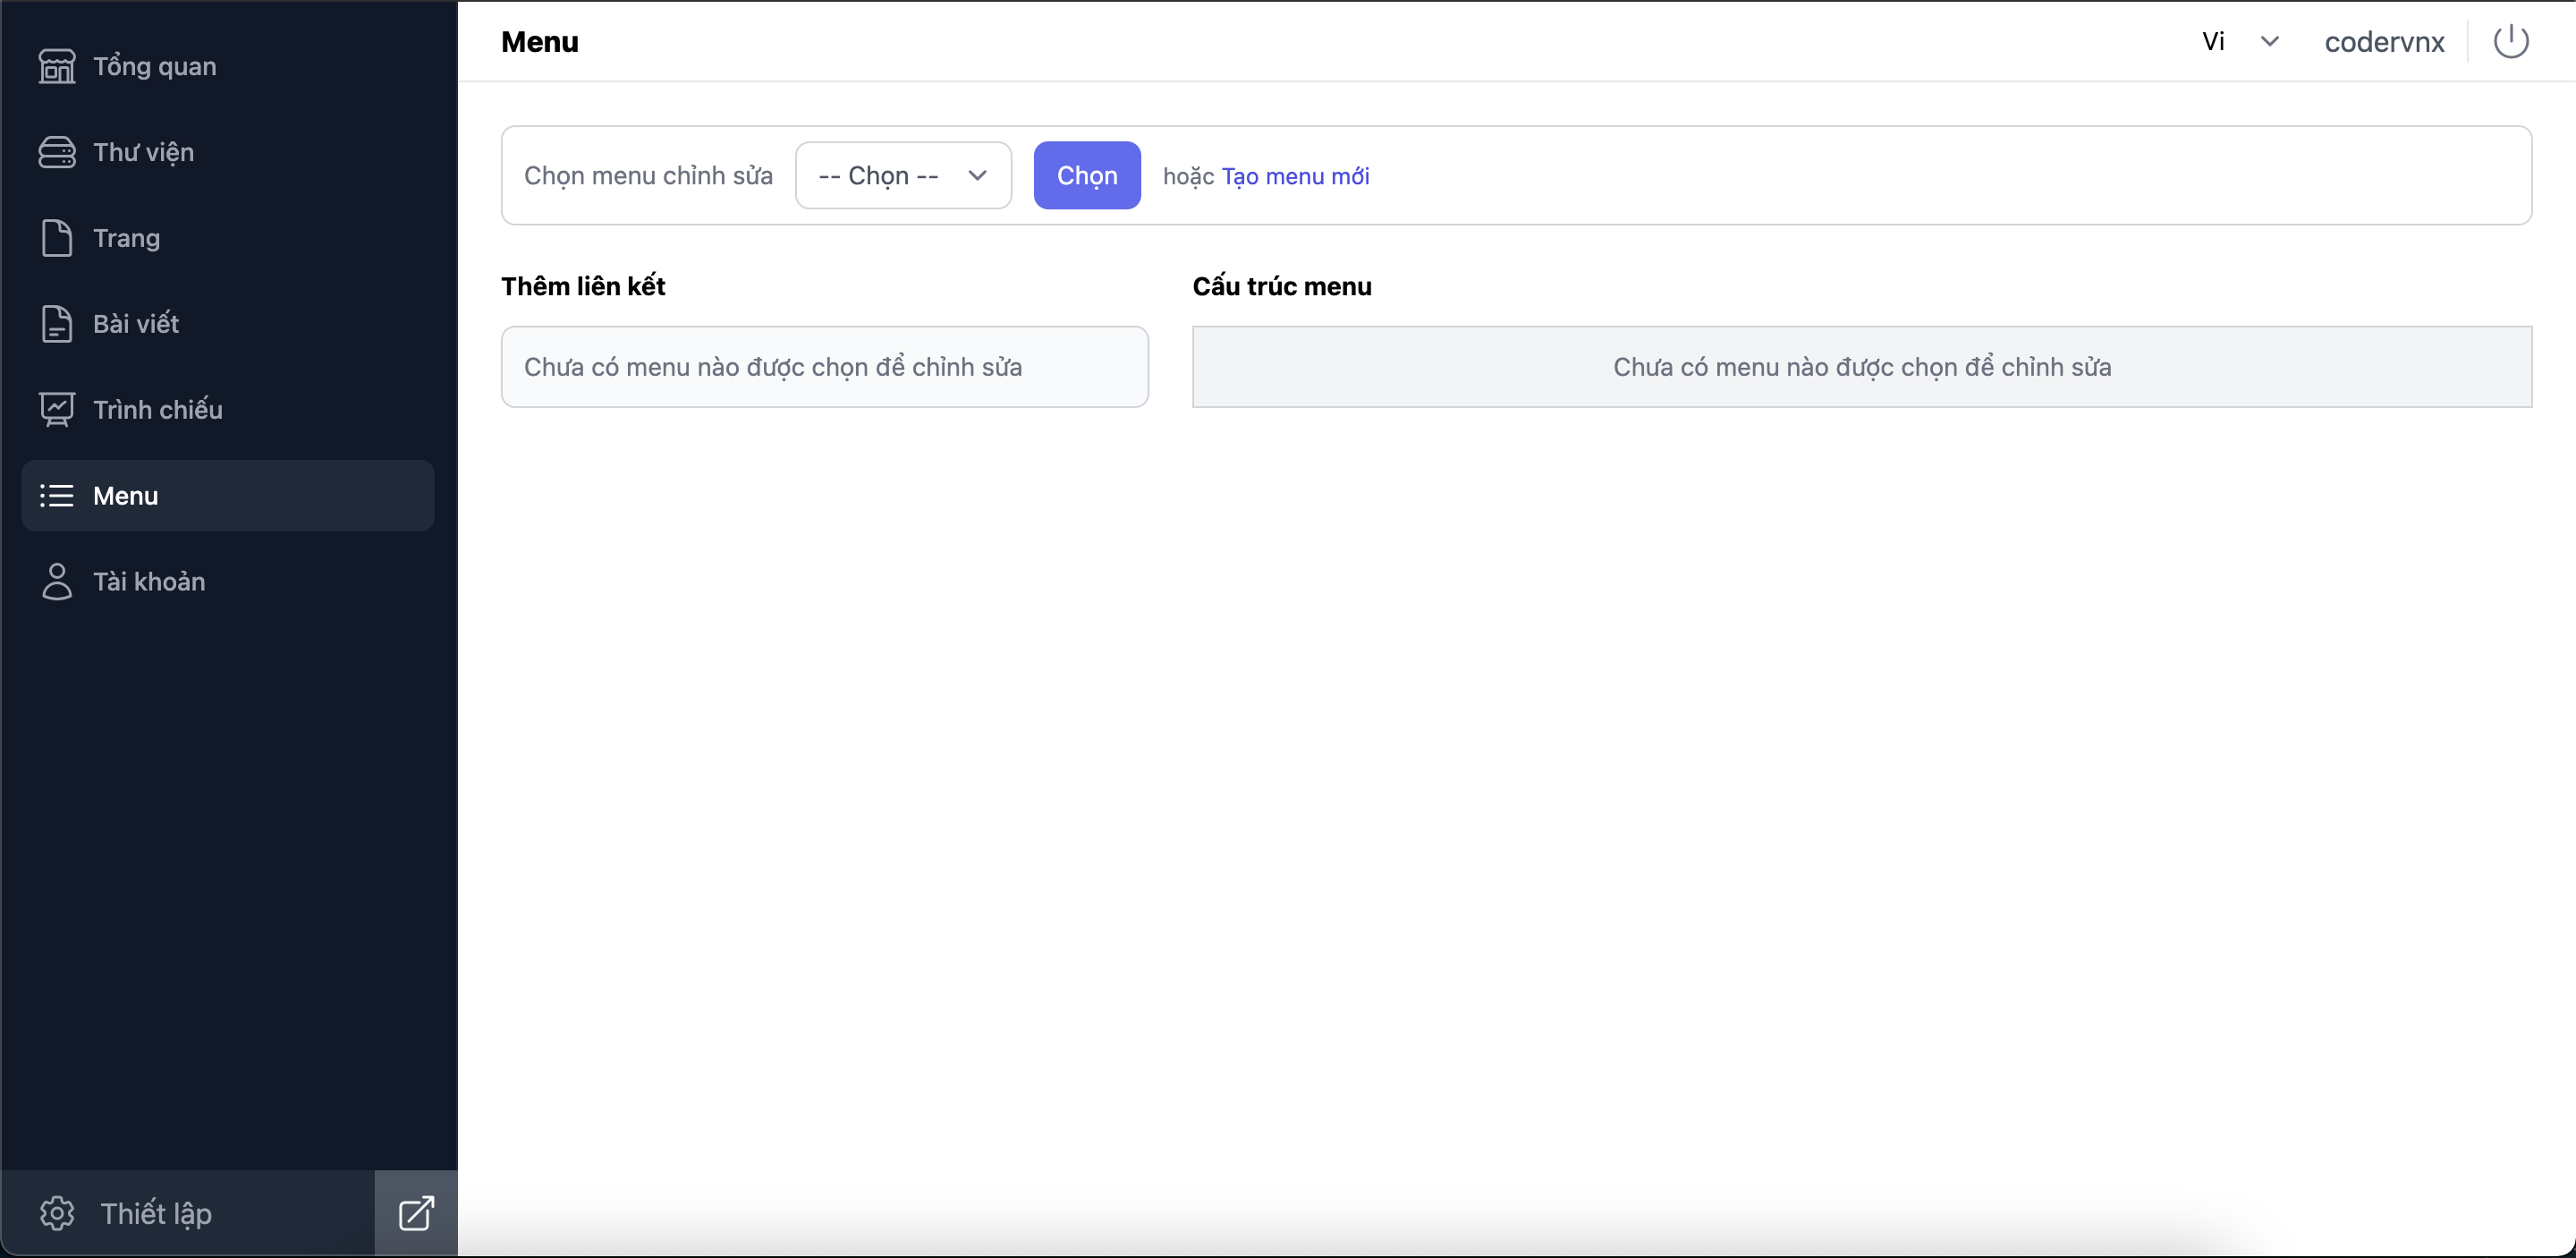 Tổng quan
Thư viện
Trang
Bài viết
Trình chiếu
Menu
Tài khoản
Thiết lập
Menu
Vi
codervnx
Chọn menu chỉnh sửa
-- Chọn --
Chọn
hoặc Tạo menu mới
Thêm liên kết
Chưa có menu nào được chọn để chỉnh sửa
Cấu trúc menu
Chưa có menu nào được chọn để chỉnh sửa